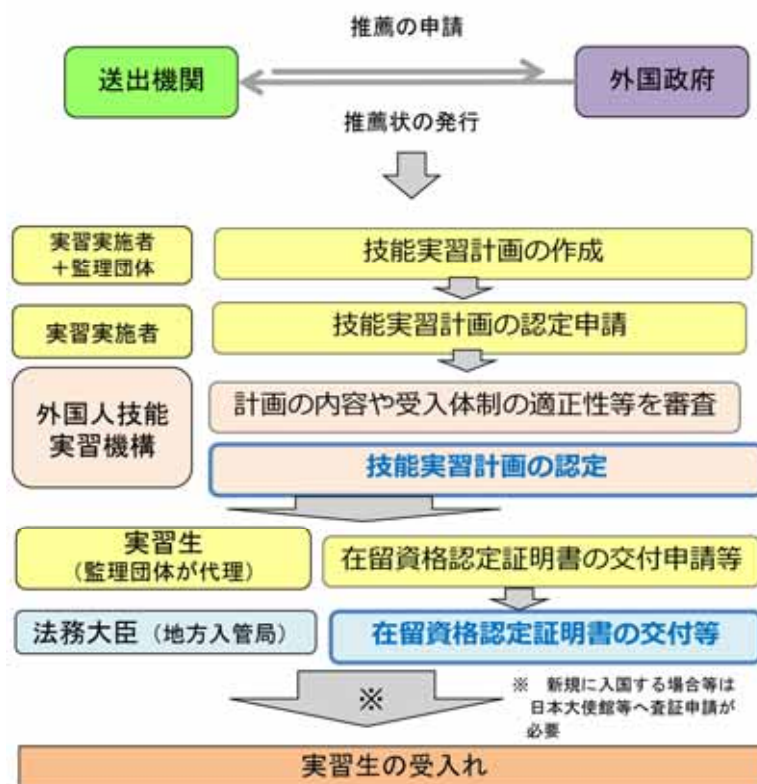 推薦の申請
送出機関
外国政府
推薦状の発行
実習実施者
+監理団体
技能実習計画の作成
実習実施者
技能実習計画の認定申請
外国人技能
実習機構
計画の内容や受入体制の適正性等を審査
技能実習計画の認定
実習生
(監理団体が代理)
在留資格認定証明書の交付申請等
法務大臣(地方入管局)
在留資格認定証明書の交付等
※
※ 新規に入国する場合等は
日本大使館等へ査証申請が
必要
実習生の受入れ